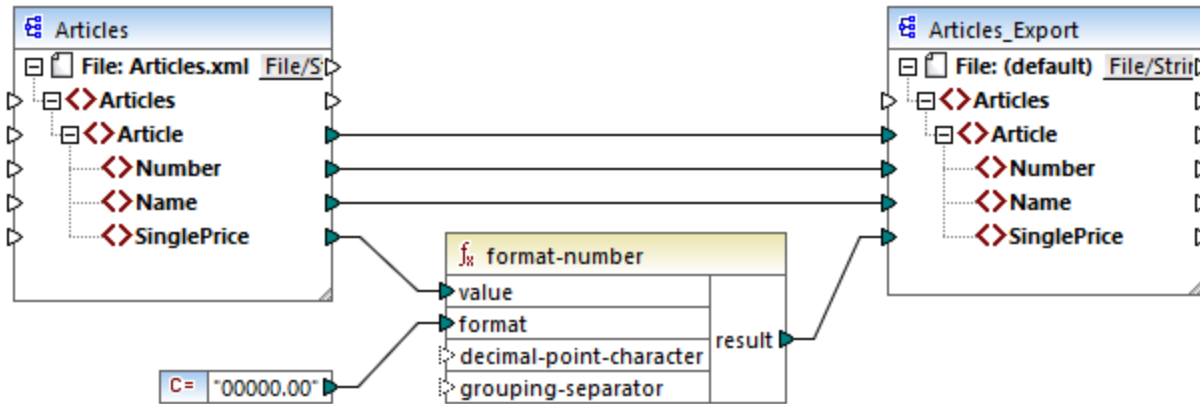 Articles
File: Articles.xml File/S
Articles
Article
Number
Name
SinglePrice
Articles_Export
File: (default) File/Strin
Articles
Article
Number
Name
SinglePrice
fx format-number
value
format
decimal-point-character
grouping-separator
result
C= "00000.00"